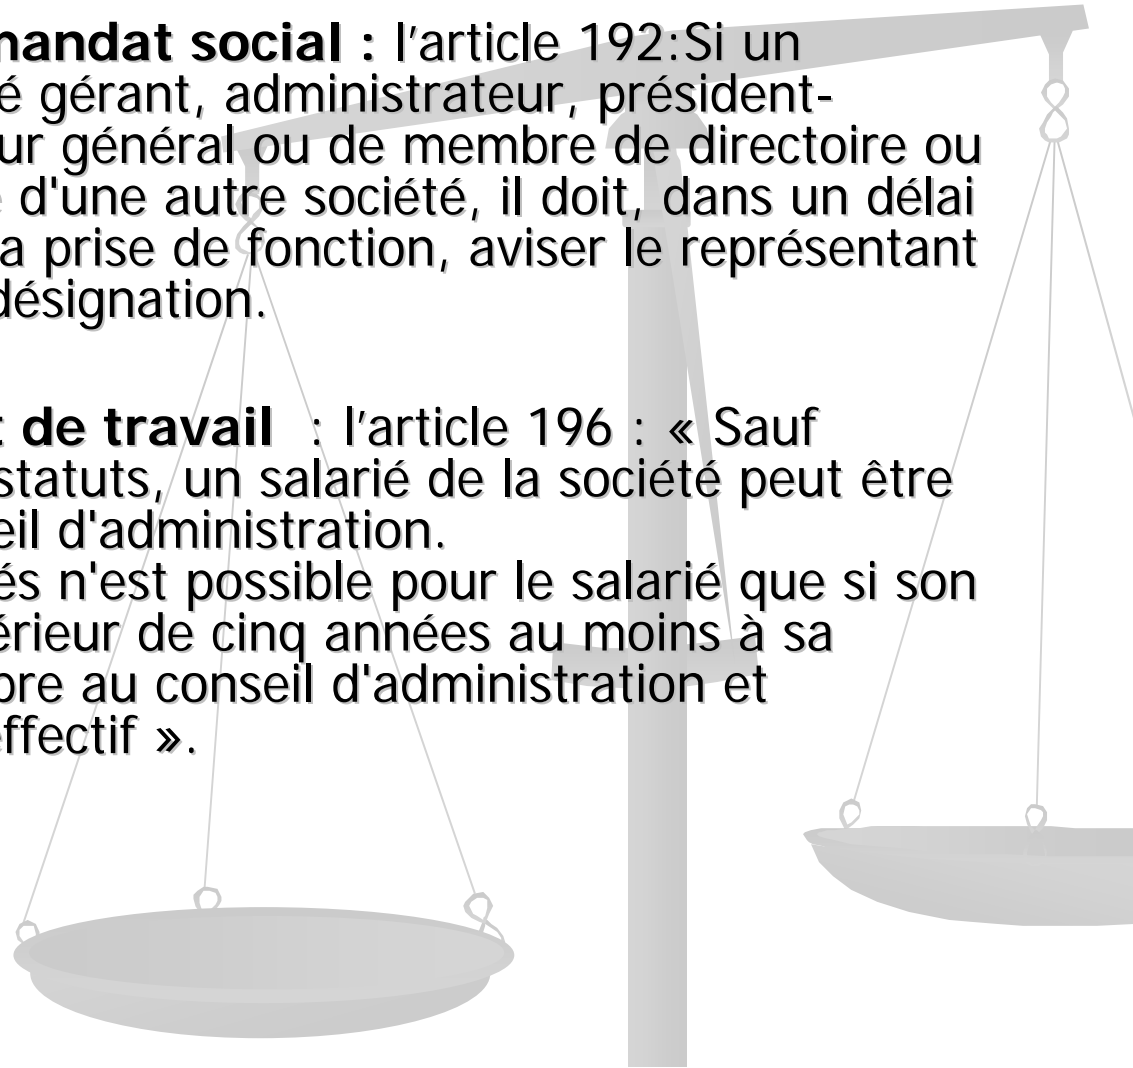 mandat social : l'article 192:Si un
é gérant, administrateur, président-
ur général ou de membre de directoire ou
d'une autre société, il doit, dans un délai
a prise de fonction, aviser le représentant
désignation.
de travail : l'article 196 : « Sauf
statuts, un salarié de la société peut être
eil d'administration.
és n'est possible pour le salarié que si son
érieur de cinq années au moins à sa
bre au conseil d'administration et
effectif ».